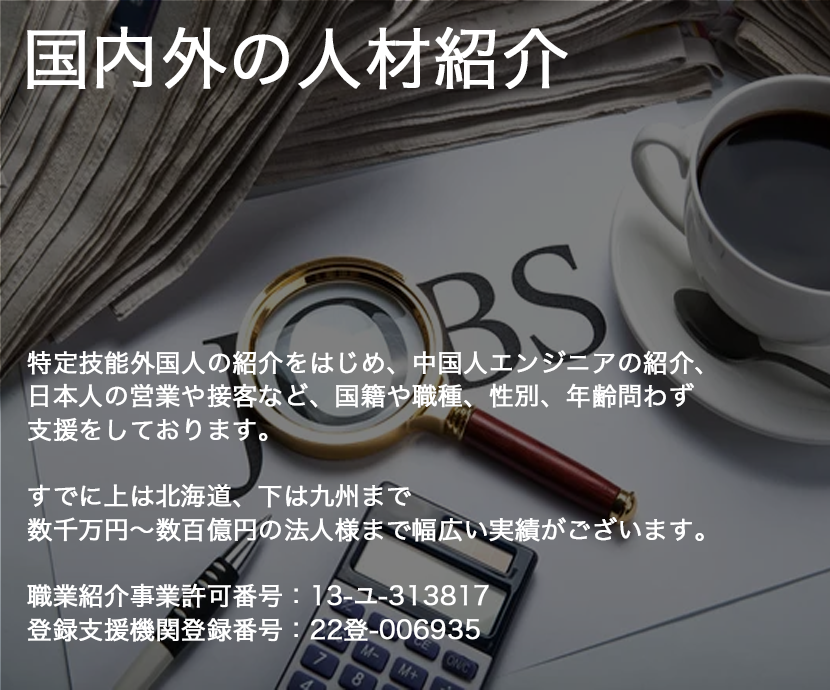 国内外の人材紹介
JOBS
特定技能外国人の紹介をはじめ、中国人エンジニアの紹介、
日本人の営業や接客など、国籍や職種、性別、年齢問わず
支援をしております。
すでに上は北海道、下は九州まで
数千万円〜数百億円の法人様まで幅広い実績がございます。
職業紹介事業許可番号：13-ユ-313817
登録支援機関登録番号：22登-006935
CE
ON/C
7
M-
M+
4
8